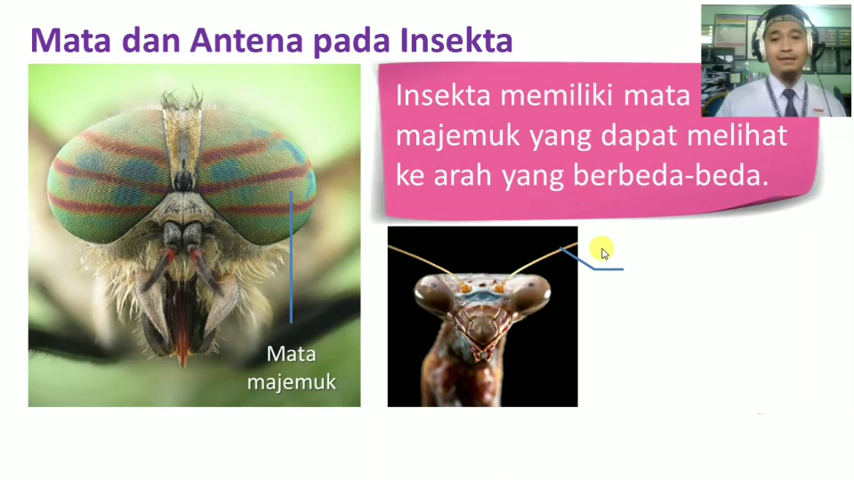 Mata dan Antena pada Insekta
Insekta memiliki mata
majemuk yang dapat melihat
ke arah yang berbeda-beda.
Mata
majemuk